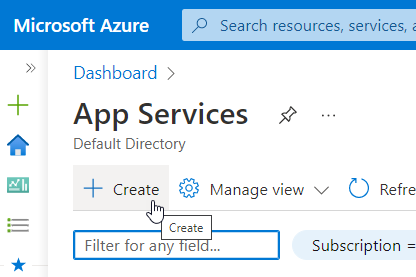 Microsoft Azure
Search resources, services, a
Dashboard
App Services
Default Directory
Create
Manage view
Refre
Create
Filter for any field...
Subscription =